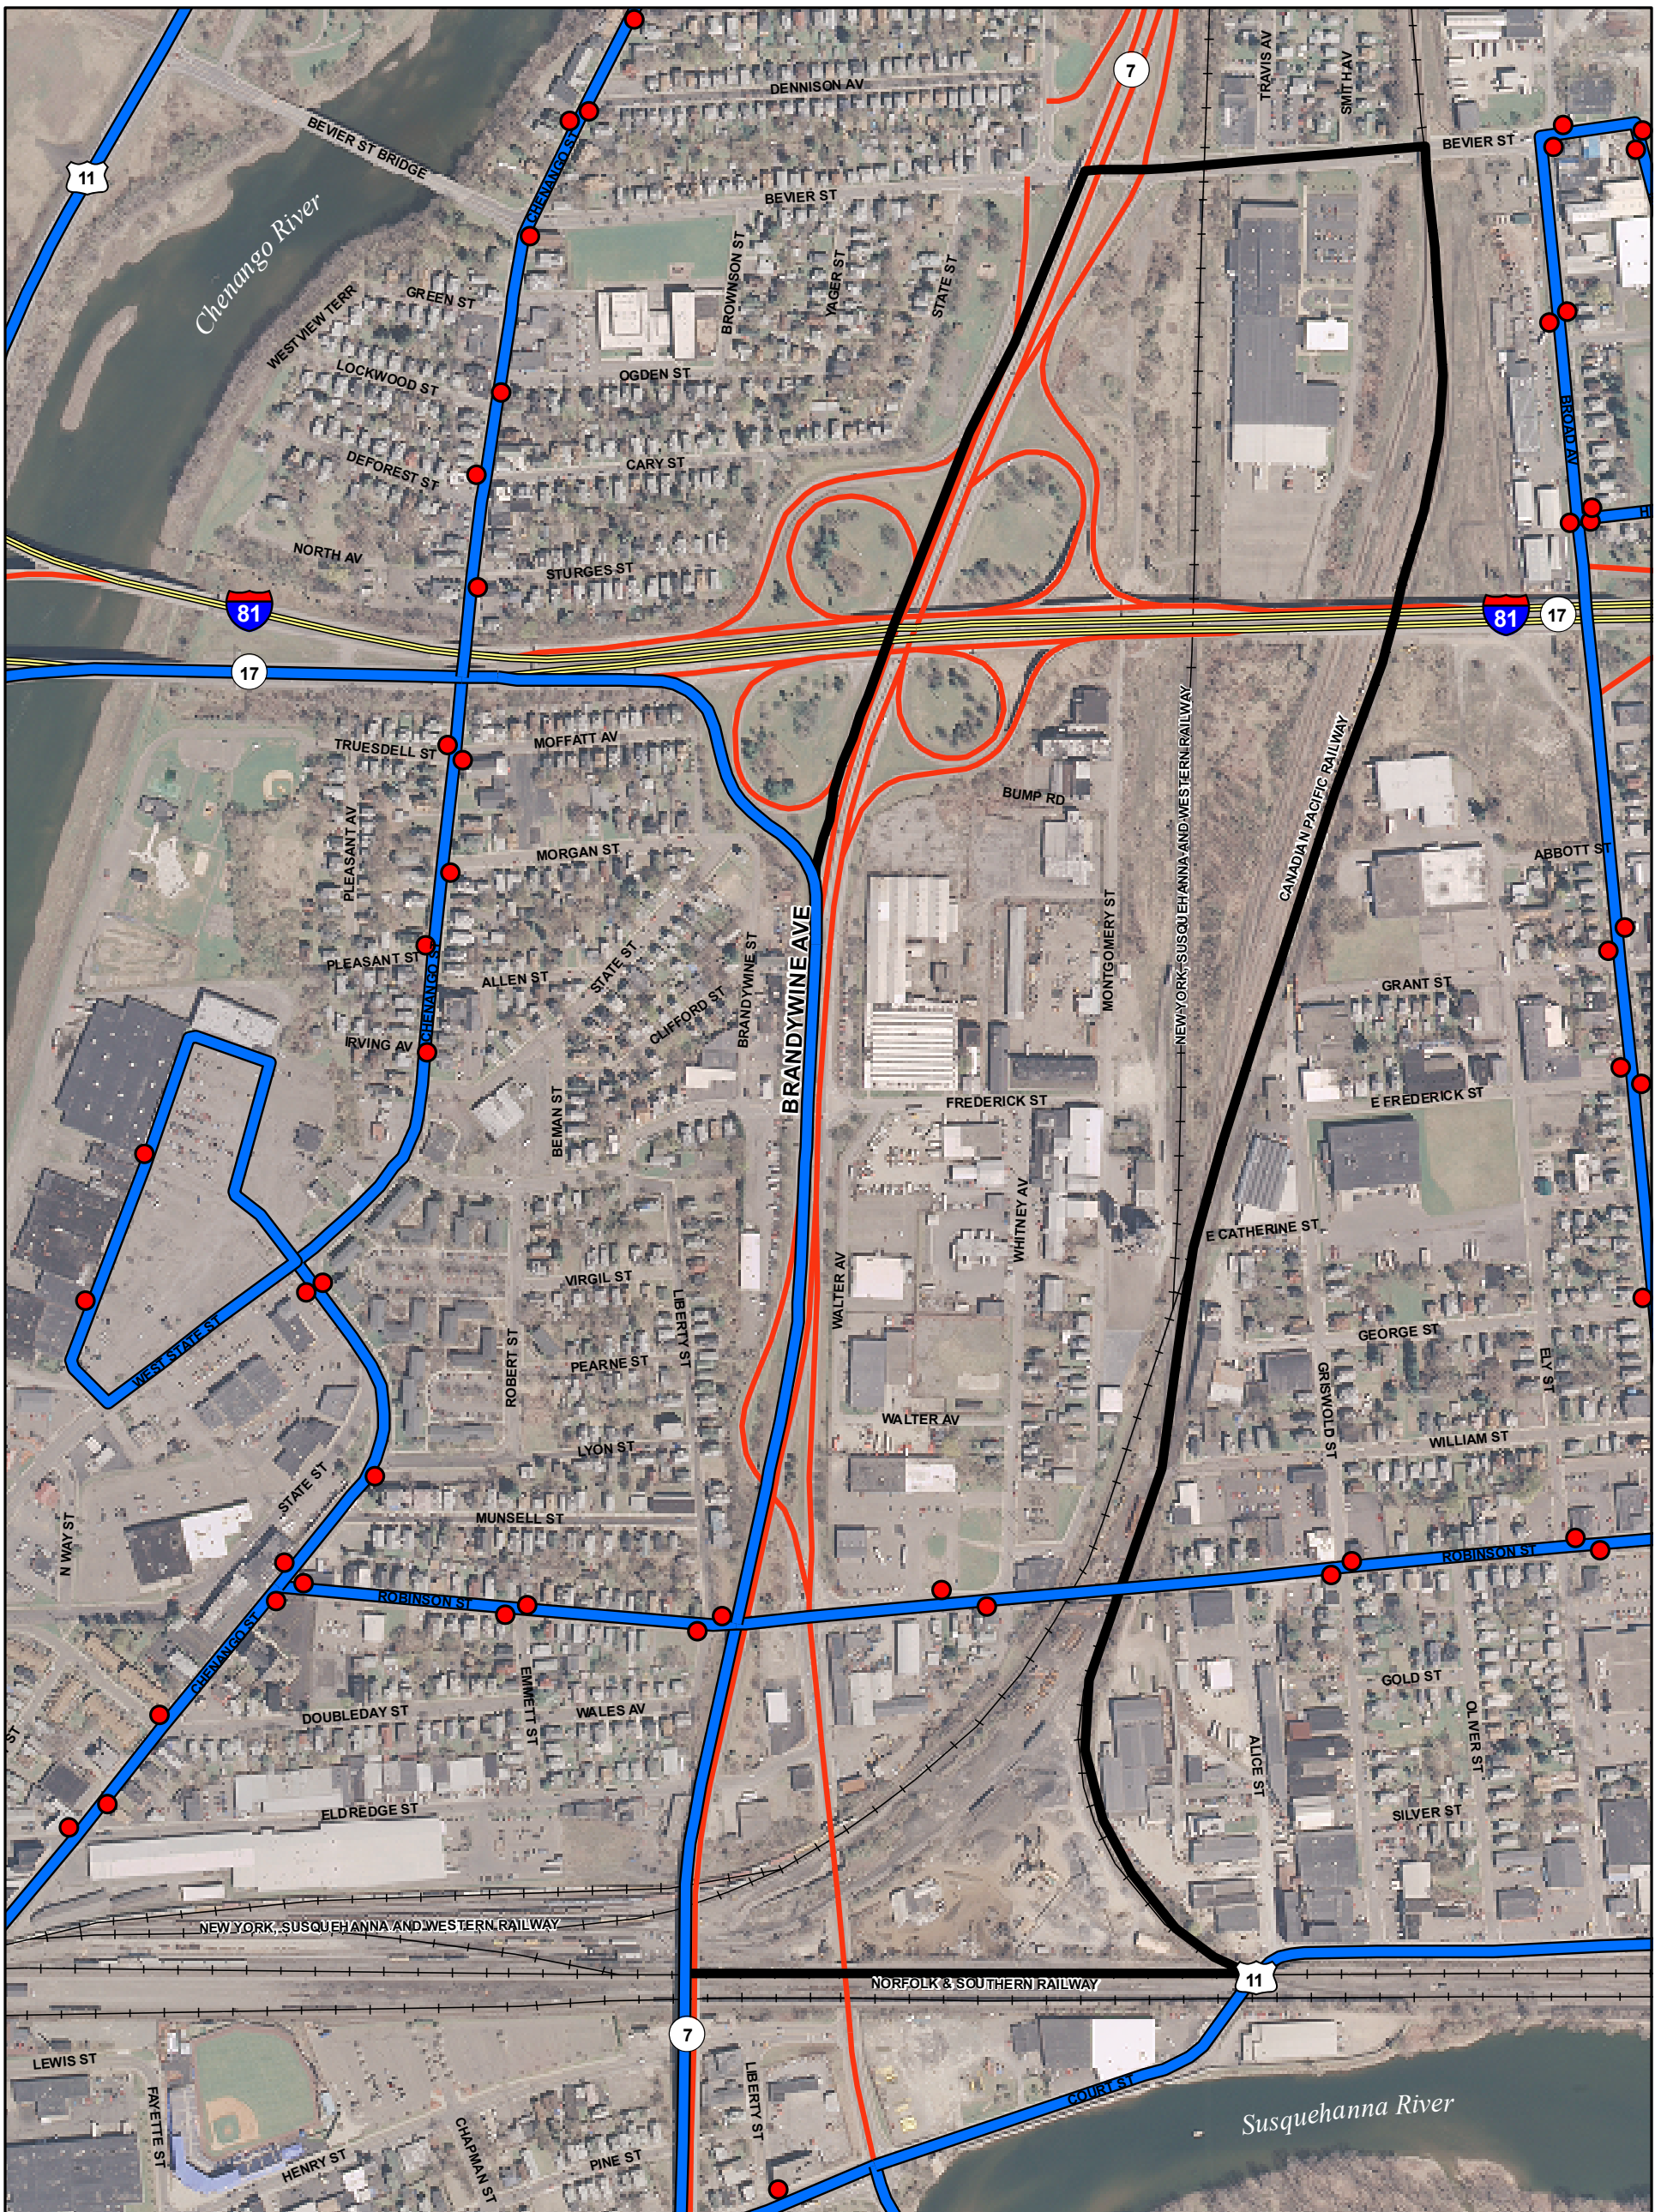 DENNISON AV
7
TRAVIS AV
SMITH AV
BEVIER ST BRIDGE
CHENANGO ST
BEVIER ST
11
BEVIER ST
Chenango River
BROWNSON ST
YAGER ST
STATE ST
GREEN ST
WESTVIEW TERR
LOCKWOOD ST
OGDEN ST
BROAD AV
DEFOREST ST
CARY ST
H
NORTH AV
STURGES ST
81
81
17
17
TRUESDELL ST
MOFFATT AV
NEW YORK, SUSQUEHANNA AND WESTERN RAILWAY
CANADIAN PACIFIC RAILWAY
BUMP RD
PLEASANT AV
MORGAN ST
ABBOTT ST
BRANDYWINE AVE
BRANDYWINE ST
MONTGOMERY ST
PLEASANT ST
CHENANGO ST
ALLEN ST
STATE ST
CLIFFORD ST
GRANT ST
IRVING AV
BEMAN ST
FREDERICK ST
E FREDERICK ST
WHITNEY AV
E CATHERINE ST
VIRGIL ST
WALTER AV
LIBERTY ST
WEST STATE ST
ROBERT ST
PEARNE ST
GEORGE ST
GRISWOLD ST
ELY ST
WALTER AV
LYON ST
WILLIAM ST
STATE ST
MUNSELL ST
N WAY ST
ROBINSON ST
ROBINSON ST
CHENANGO ST
EMMETT ST
GOLD ST
DOUBLEDAY ST
WALES AV
ST
ALICE ST
OLIVER ST
ELDREDGE ST
SILVER ST
NEW YORK, SUSQUEHANNA AND WESTERN RAILWAY
NORFOLK & SOUTHERN RAILWAY
11
7
LEWIS ST
FAYETTE ST
LIBERTY ST
COURT ST
Susquehanna River
CHAPMAN ST
HENRY ST
PINE ST